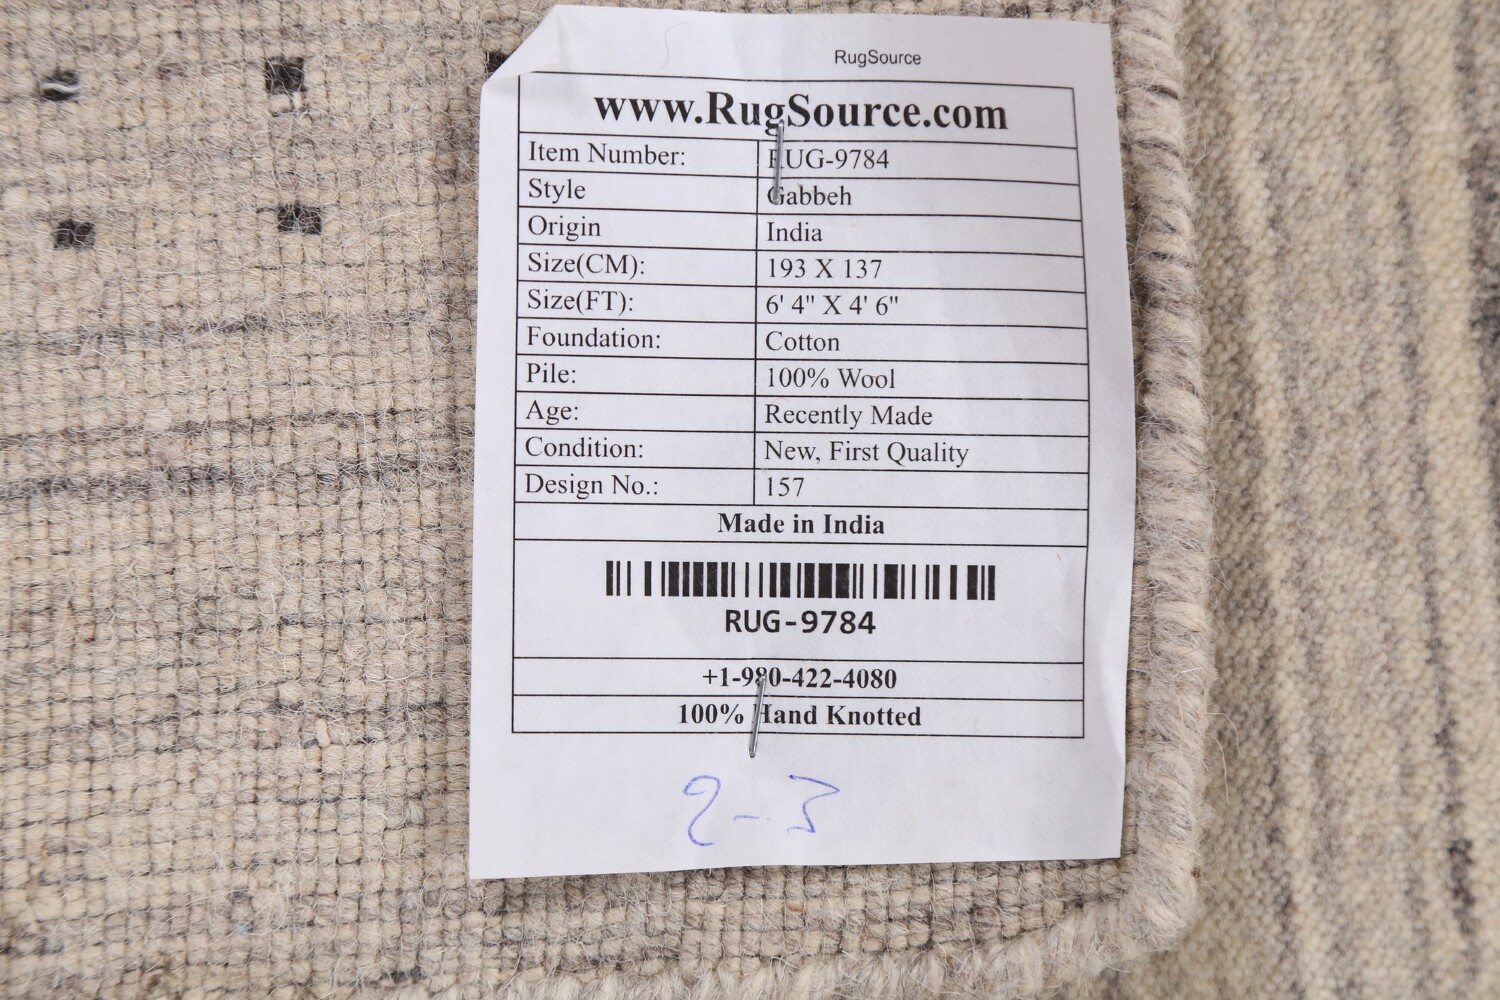 RugSource
www.RugSource.com
Item Number: RUG-9784
Style Gabbeh
Origin India
Size(CM): 193 X 137
Size(FT): 6' 4" X 4' 6"
Foundation: Cotton
Pile: 100% Wool
Age: Recently Made
Condition: New, First Quality
Design No.: 157
Made in India
RUG-9784
+1-980-422-4080
100% Hand Knotted
2-3